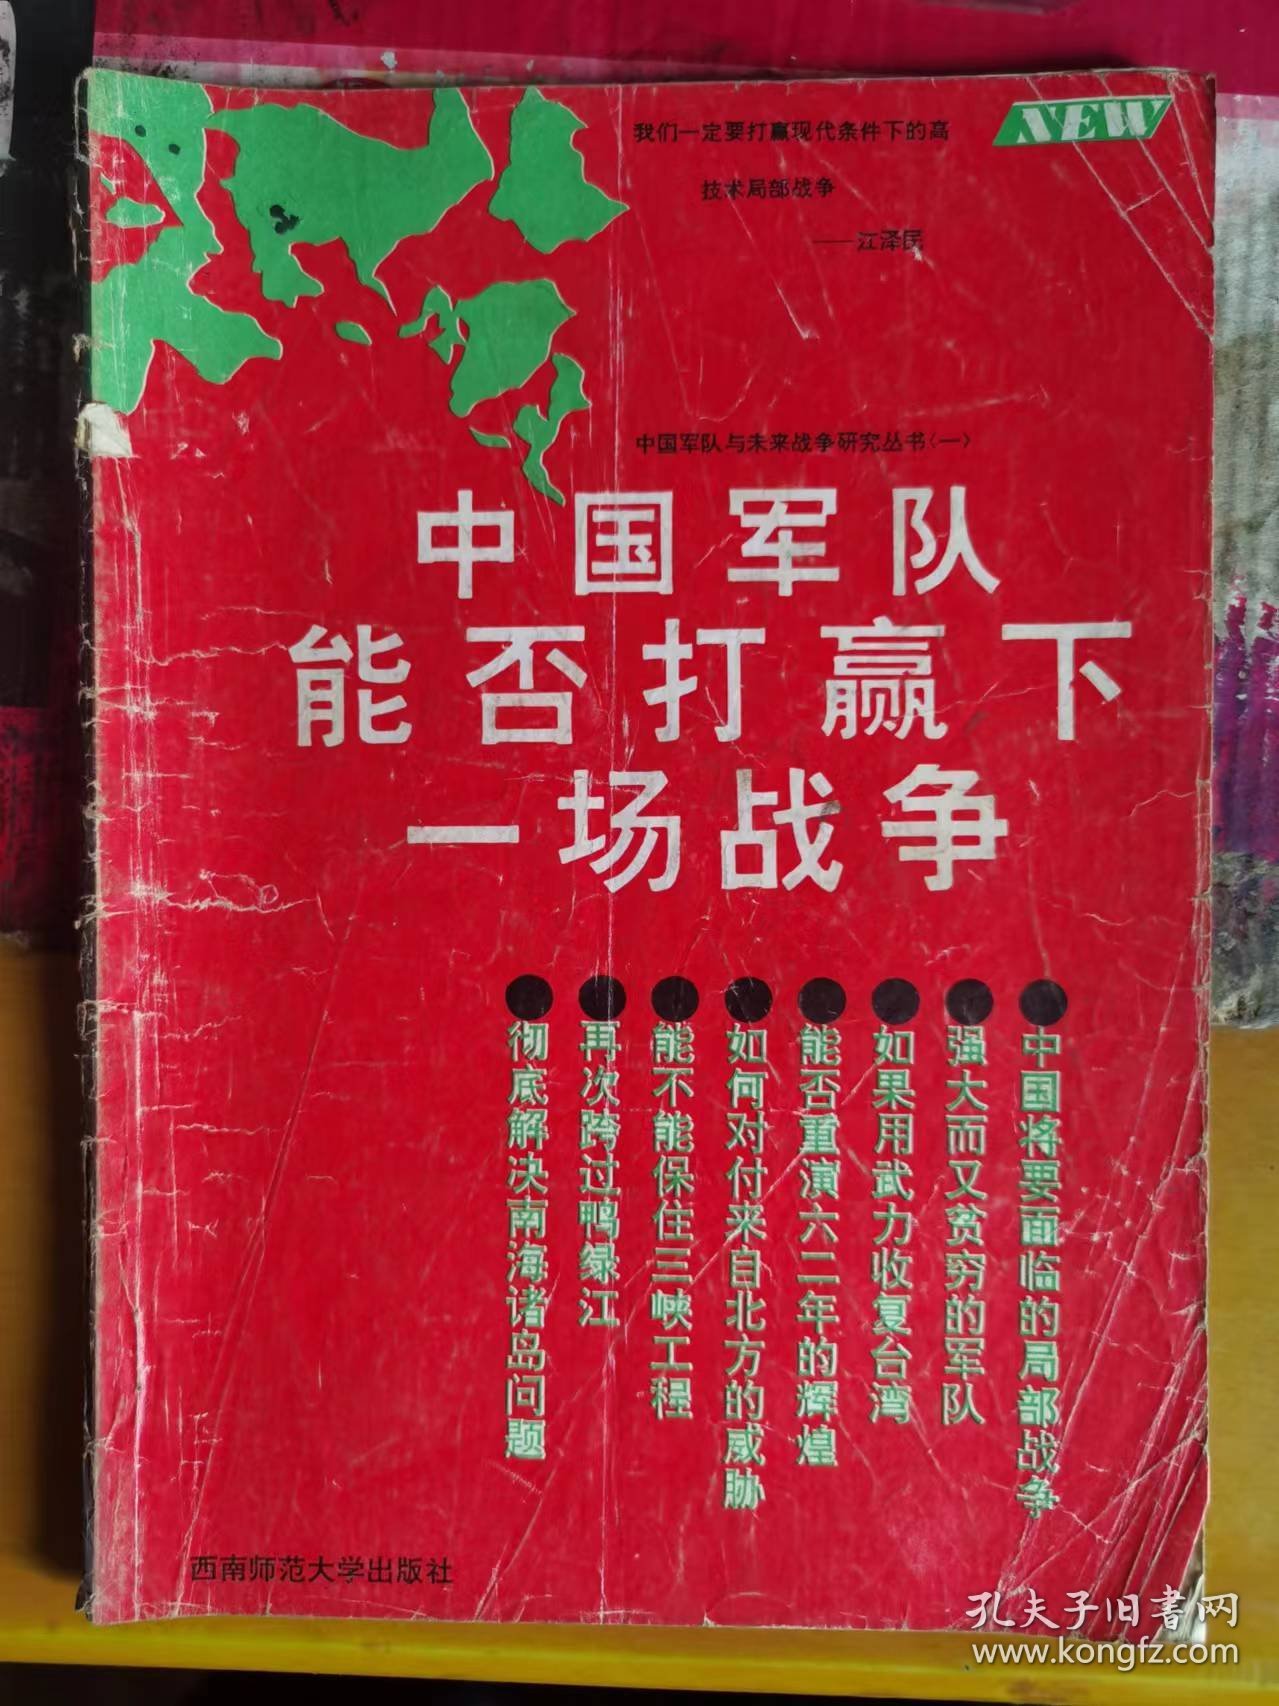 我们一定要打赢现代条件下的高
技术局部战争
——江泽民
NEW
中国军队与未来战争研究丛书〈一〉
中国军队
能否打赢下
一场战争
●中国将要面临的局部战争
●强大而又贫穷的军队
●如果用武力收复台湾
●能否重演六二年的辉煌
●如何对付来自北方的威胁
●能不能保住三峡工程
●再次跨过鸭绿江
●彻底解决南海诸岛问题
西南师范大学出版社
孔夫子旧書网
www.kongfz.com